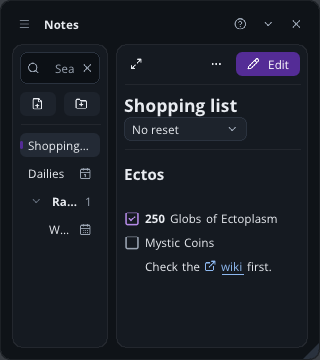 Notes
Sea
Edit
Shopping list
No reset
Shopping...
Ectos
Dailies
Ra... 1
W...
250 Globs of Ectoplasm
Mystic Coins
Check the wiki first.